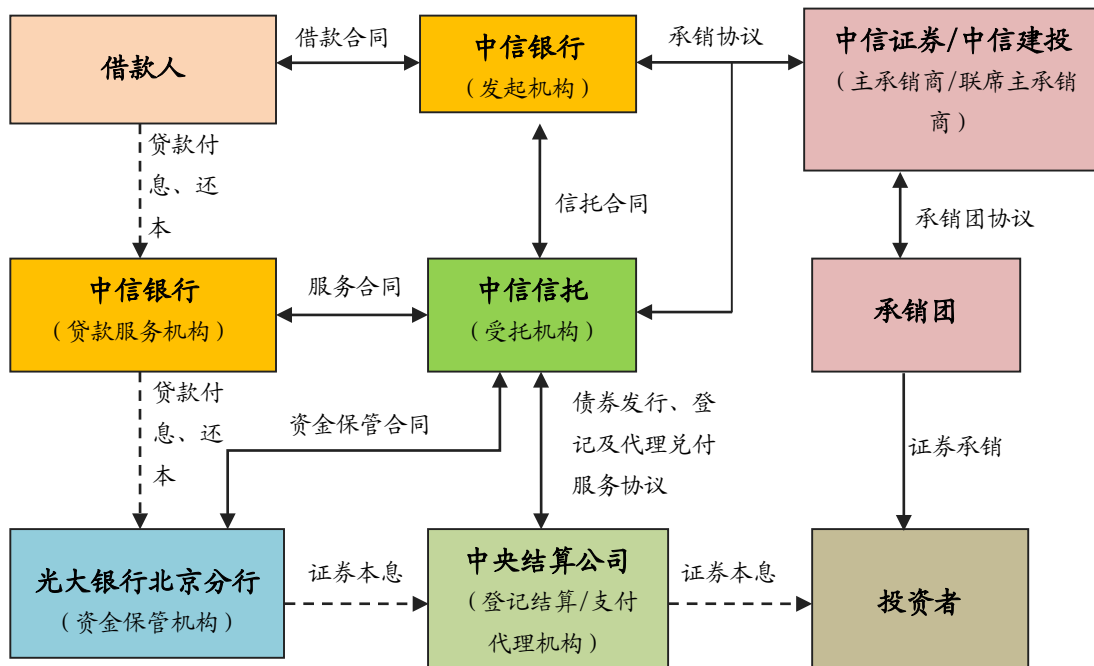 借款人
借款合同
中信银行
（发起机构）
承销协议
中信证券/中信建投
（主承销商/联席主承销
商）
贷款付
息、还
本
信托合同
承销团协议
中信银行
（贷款服务机构）
服务合同
中信信托
（受托机构）
承销团
贷款付
息、还
本
资金保管合同
债券发行、登
记及代理兑付
服务协议
证券承销
光大银行北京分行
（资金保管机构）
证券本息
中央结算公司
（登记结算/支付
代理机构）
证券本息
投资者